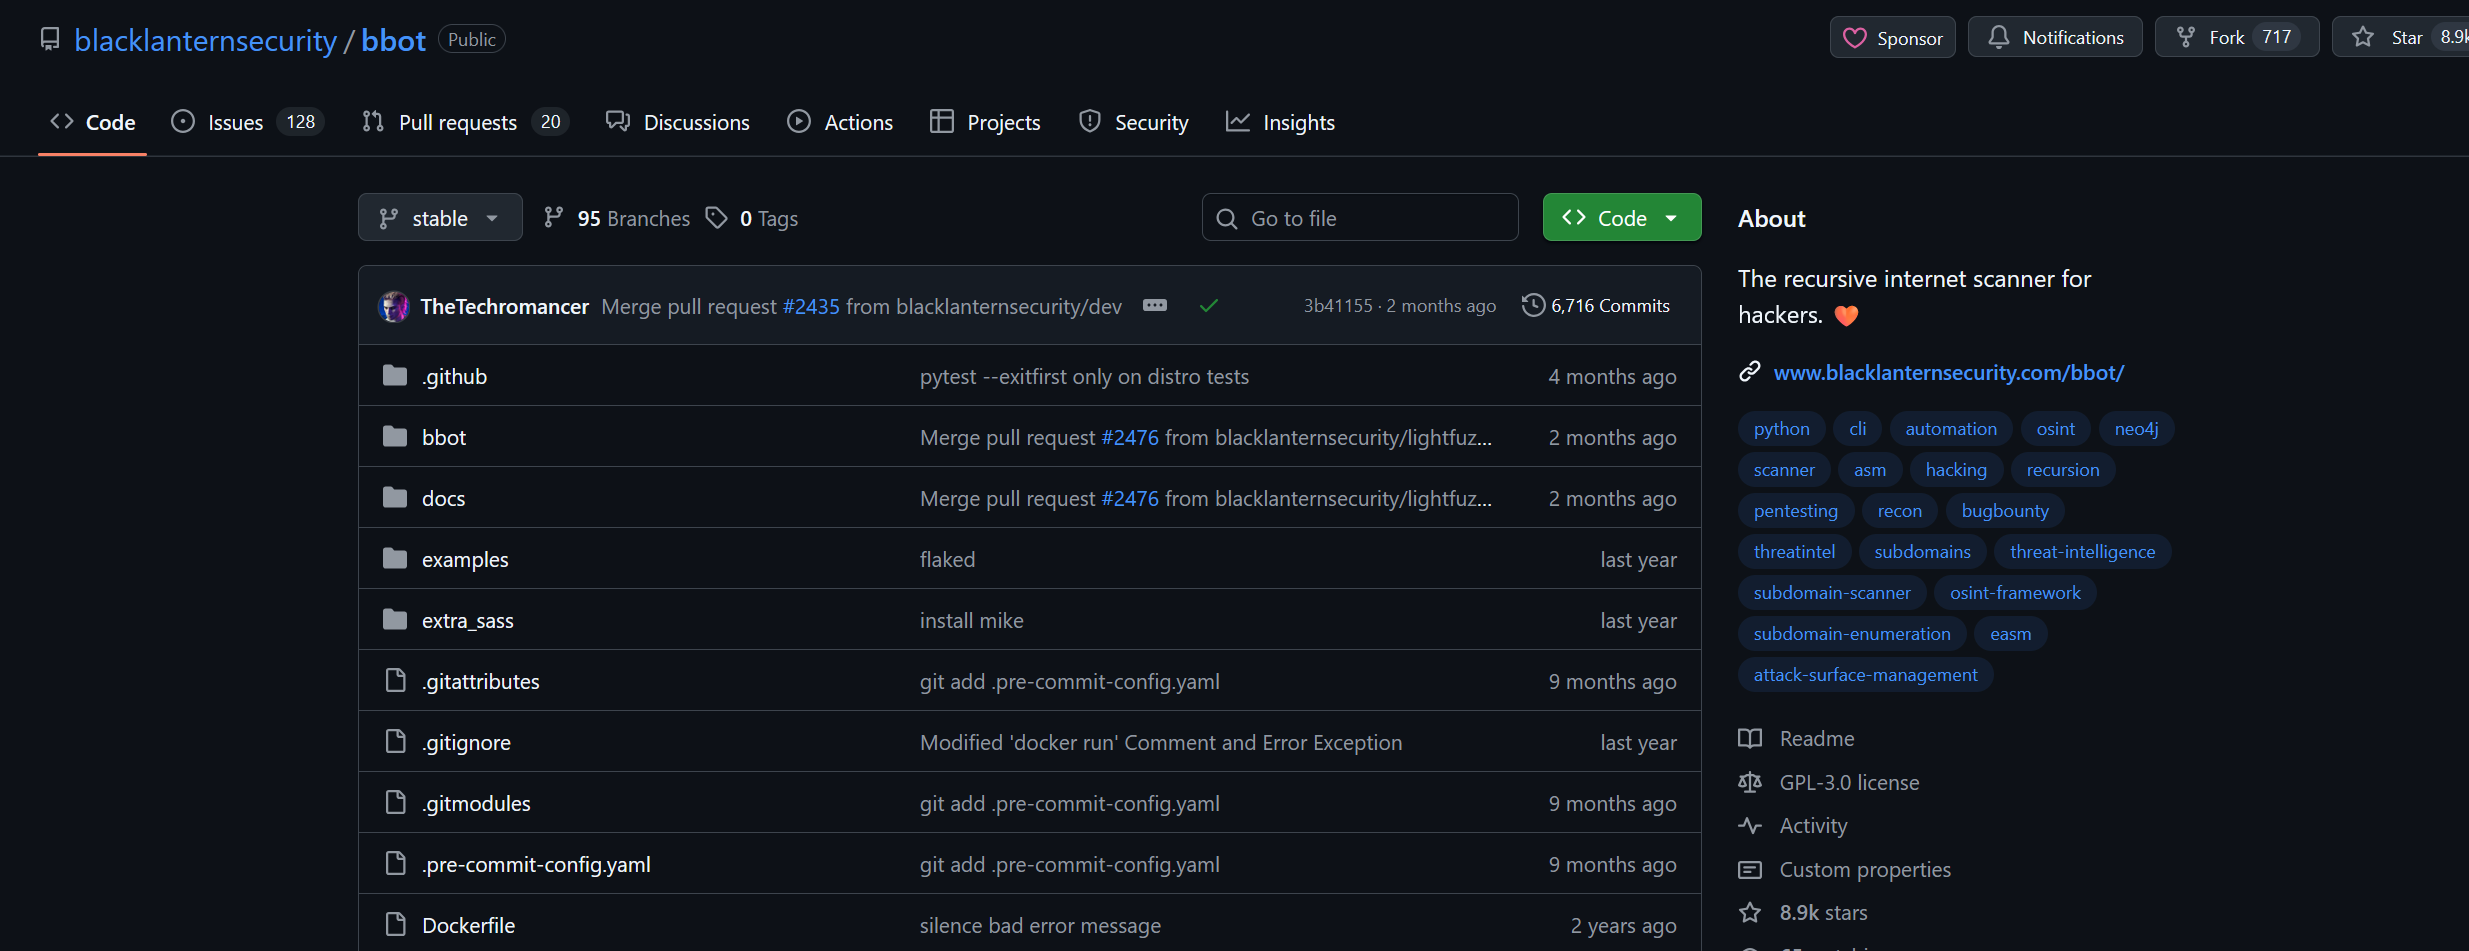 blacklanternsecurity / bbot Public
Sponsor Notifications Fork 717 Star 8.9k
Code Issues 128 Pull requests 20 Discussions Actions Projects Security Insights
stable 95 Branches 0 Tags Go to file Code
TheTechromancer Merge pull request #2435 from blacklanternsecurity/dev 3b41155 · 2 months ago 6,716 Commits
.github pytest --exitfirst only on distro tests 4 months ago
bbot Merge pull request #2476 from blacklanternsecurity/lightfuz... 2 months ago
docs Merge pull request #2476 from blacklanternsecurity/lightfuz... 2 months ago
examples flaked last year
extra_sass install mike last year
.gitattributes git add .pre-commit-config.yaml 9 months ago
.gitignore Modified 'docker run' Comment and Error Exception last year
.gitmodules git add .pre-commit-config.yaml 9 months ago
.pre-commit-config.yaml git add .pre-commit-config.yaml 9 months ago
Dockerfile silence bad error message 2 years ago
About
The recursive internet scanner for
hackers. 🧡
www.blacklanternsecurity.com/bbot/
python cli automation osint neo4j
scanner asm hacking recursion
pentesting recon bugbounty
threatintel subdomains threat-intelligence
subdomain-scanner osint-framework
subdomain-enumeration easm
attack-surface-management
Readme
GPL-3.0 license
Activity
Custom properties
8.9k stars